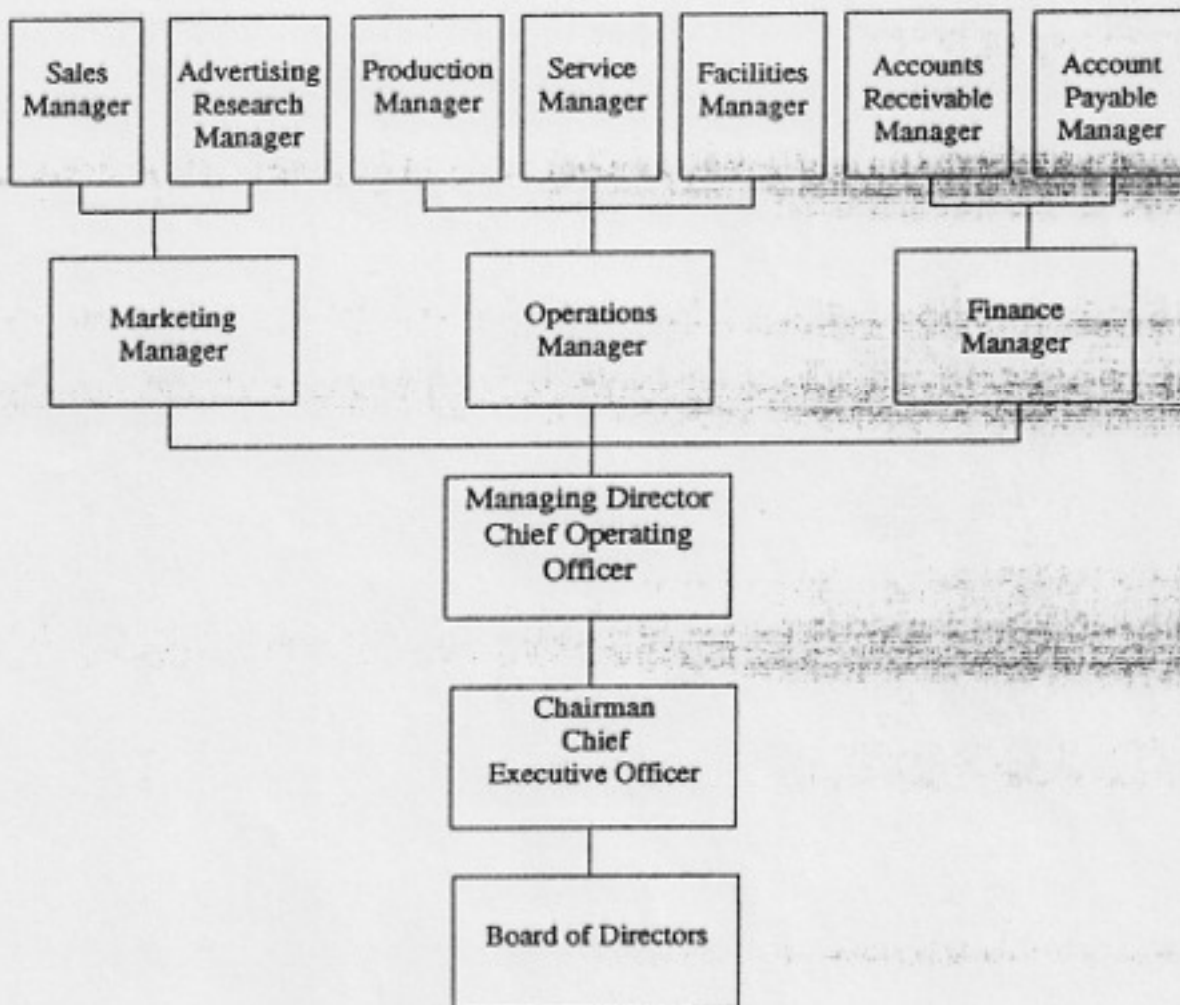 Sales
Manager
Advertising
Research
Manager
Production
Manager
Service
Manager
Facilities
Manager
Accounts
Receivable
Manager
Account
Payable
Manager
Marketing
Manager
Operations
Manager
Finance
Manager
Managing Director
Chief Operating
Officer
Chairman
Chief
Executive Officer
Board of Directors